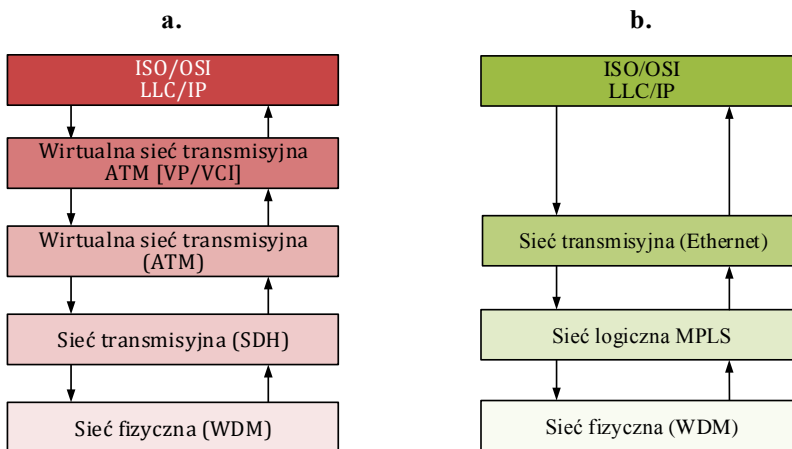 a.
ISO/OSI
LLC/IP
Wirtualna sieć transmisyjna
ATM [VP/VCI]
Wirtualna sieć transmisyjna
(ATM)
Sieć transmisyjna (SDH)
Sieć fizyczna (WDM)
b.
ISO/OSI
LLC/IP
Sieć transmisyjna (Ethernet)
Sieć logiczna MPLS
Sieć fizyczna (WDM)